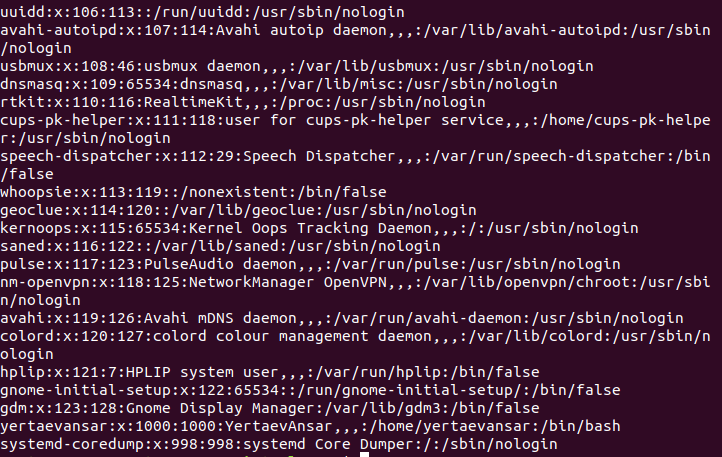 uuidd:x:106:113::/run/uuidd:/usr/sbin/nologin
avahi-autoipd:x:107:114:Avahi autoip daemon,,,:/var/lib/avahi-autoipd:/usr/sbin
/nologin
usbmux:x:108:46:usbmux daemon,,,:/var/lib/usbmux:/usr/sbin/nologin
dnsmasq:x:109:65534:dnsmasq,,,:/var/lib/misc:/usr/sbin/nologin
rtkit:x:110:116:RealtimeKit,,,:/proc:/usr/sbin/nologin
cups-pk-helper:x:111:118:user for cups-pk-helper service,,,:/home/cups-pk-helpe
r:/usr/sbin/nologin
speech-dispatcher:x:112:29:Speech Dispatcher,,,:/var/run/speech-dispatcher:/bin
/false
whoopsie:x:113:119::/nonexistent:/bin/false
geoclue:x:114:120::/var/lib/geoclue:/usr/sbin/nologin
kernoops:x:115:65534:Kernel Oops Tracking Daemon,,,:/:/usr/sbin/nologin
saned:x:116:122::/var/lib/saned:/usr/sbin/nologin
pulse:x:117:123:PulseAudio daemon,,,:/var/run/pulse:/usr/sbin/nologin
nm-openvpn:x:118:125:NetworkManager OpenVPN,,,:/var/lib/openvpn/chroot:/usr/sbi
n/nologin
avahi:x:119:126:Avahi mDNS daemon,,,:/var/run/avahi-daemon:/usr/sbin/nologin
colord:x:120:127:colord colour management daemon,,,:/var/lib/colord:/usr/sbin/n
ologin
hplip:x:121:7:HPLIP system user,,,:/var/run/hplip:/bin/false
gnome-initial-setup:x:122:65534::/run/gnome-initial-setup/:/bin/false
gdm:x:123:128:Gnome Display Manager:/var/lib/gdm3:/bin/false
yertaevansar:x:1000:1000:YertaevAnsar,,,:/home/yertaevansar:/bin/bash
systemd-coredump:x:998:998:systemd Core Dumper:/:/sbin/nologin